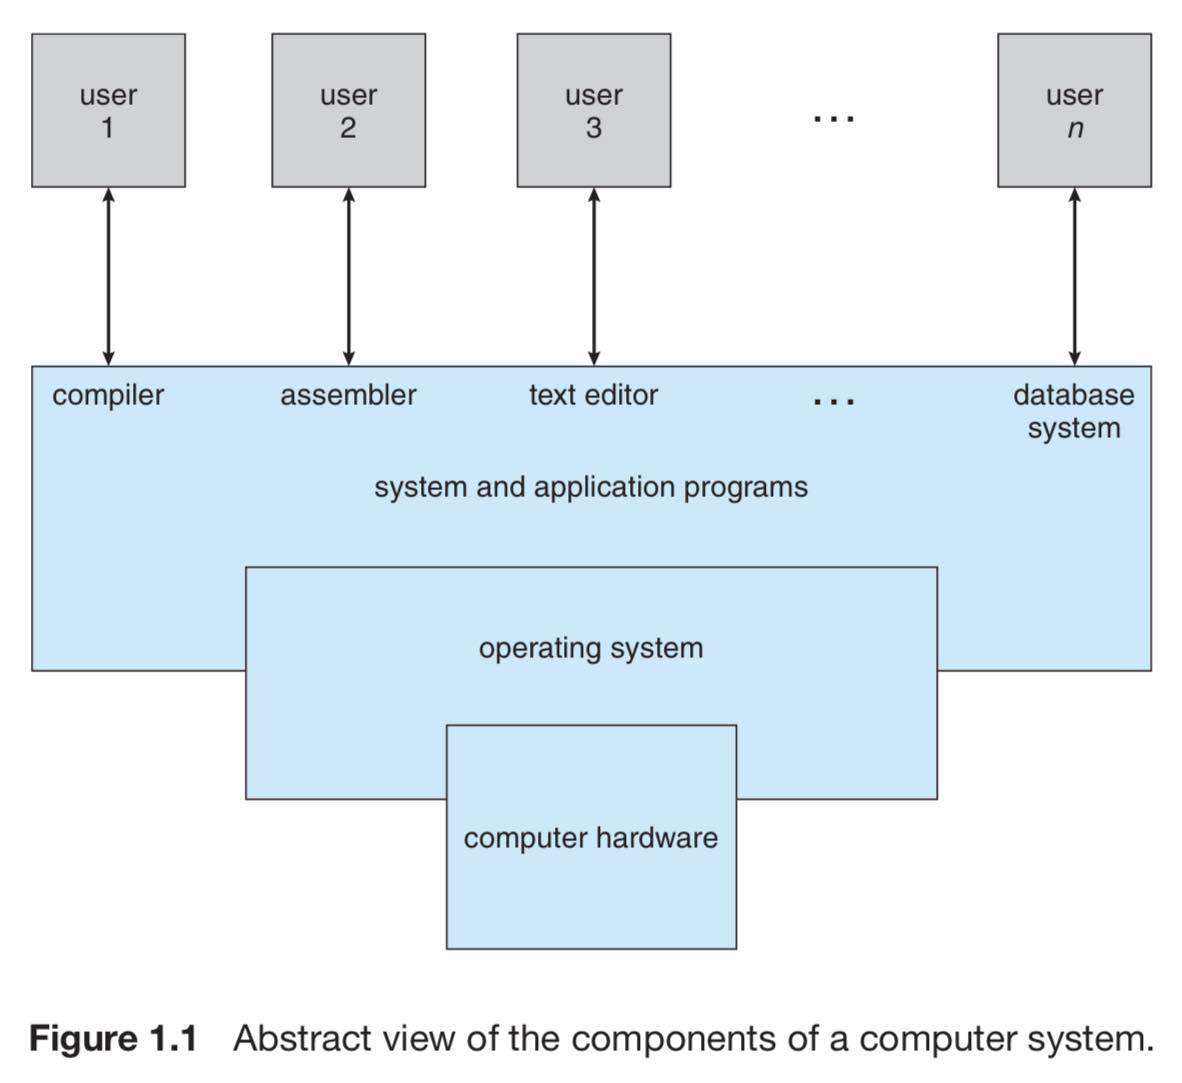 user
1
user
2
user
3
...
user
n
compiler
assembler
text editor
...
database
system
system and application programs
operating system
computer hardware
Figure 1.1 Abstract view of the components of a computer system.